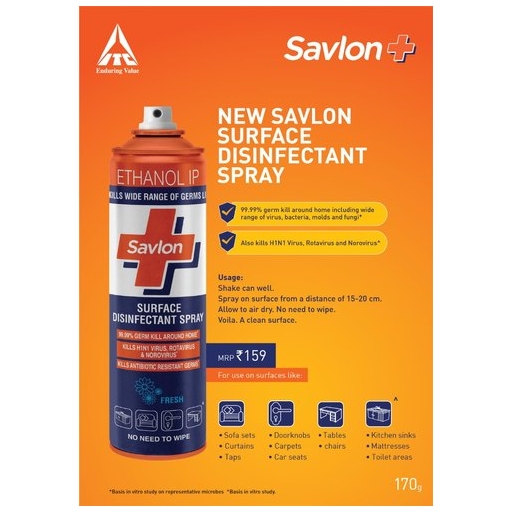 ITC
Enduring Value
Savlon
NEW SAVLON
SURFACE
DISINFECTANT
SPRAY
99.99% germ kill around home including wide
range of virus, bacteria, molds and fungi*
Also kills H1N1 Virus, Rotavirus and Norovirus*
Usage:
Shake can well.
Spray on surface from a distance of 15-20 cm.
Allow to air dry. No need to wipe.
Voila. A clean surface.
MRP ₹159
For use on surfaces like:
^
• Sofa sets
• Curtains
• Taps
• Doorknobs
• Carpets
• Car seats
• Tables
• chairs
• Kitchen sinks
• Mattresses
• Toilet areas
170g
*Basis in vitro study on representative microbes ^Basis in vitro study.
ETHANOL IP
KILLS WIDE RANGE OF GERMS
Savlon
SURFACE
DISINFECTANT SPRAY
99.99% GERM KILL AROUND HOME*
KILLS H1N1 VIRUS, ROTAVIRUS
& NOROVIRUS*
KILLS ANTIBIOTIC RESISTANT GERMS
FRESH
NO NEED TO WIPE